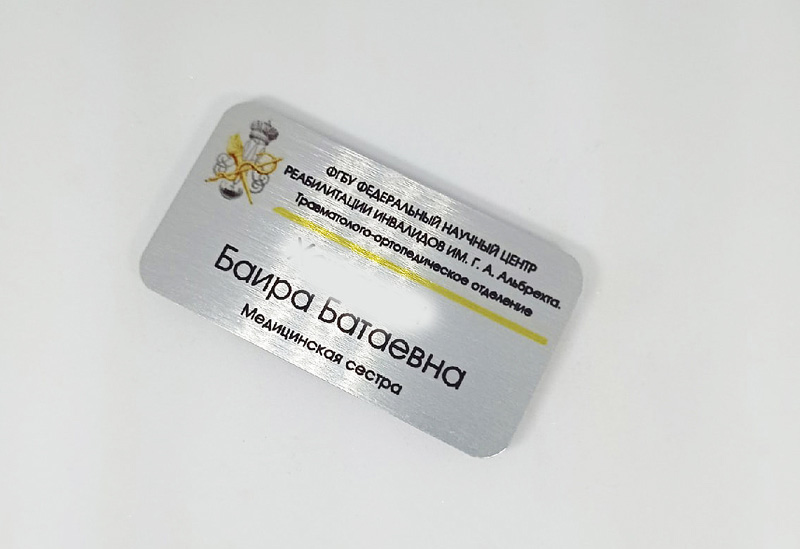 ФГБУ ФЕДЕРАЛЬНЫЙ НАУЧНЫЙ ЦЕНТР
РЕАБИЛИТАЦИИ ИНВАЛИДОВ ИМ. Г. А. Альбрехта.
Травматолого-ортопедическое отделение
Баира Батаевна
Медицинская сестра